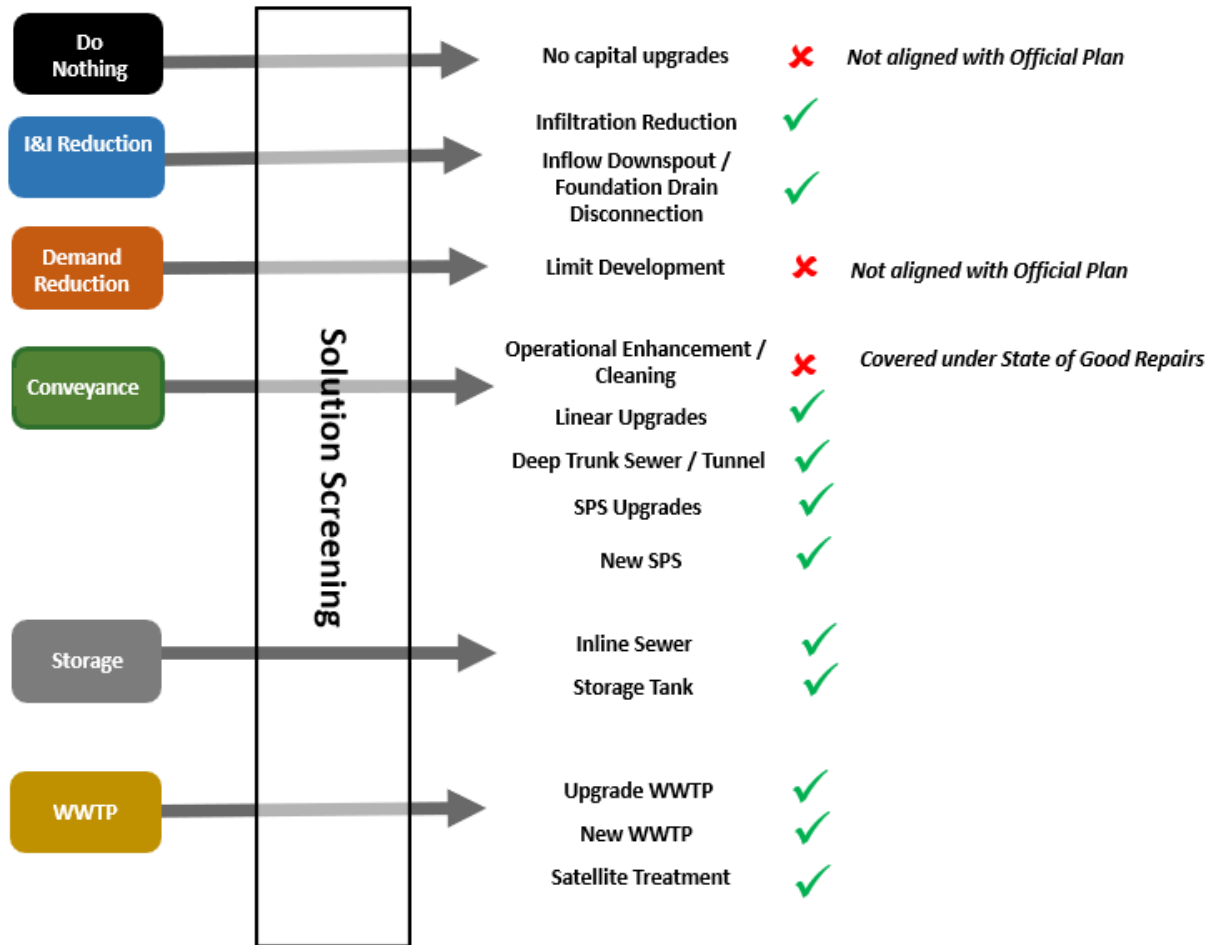 Do
Nothing
No capital upgrades
Not aligned with Official Plan
I&I Reduction
Infiltration Reduction
Inflow Downspout /
Foundation Drain
Disconnection
Demand
Reduction
Limit Development
Not aligned with Official Plan
Solution Screening
Conveyance
Operational Enhancement /
Cleaning
Covered under State of Good Repairs
Linear Upgrades
Deep Trunk Sewer / Tunnel
SPS Upgrades
New SPS
Storage
Inline Sewer
Storage Tank
WWTP
Upgrade WWTP
New WWTP
Satellite Treatment